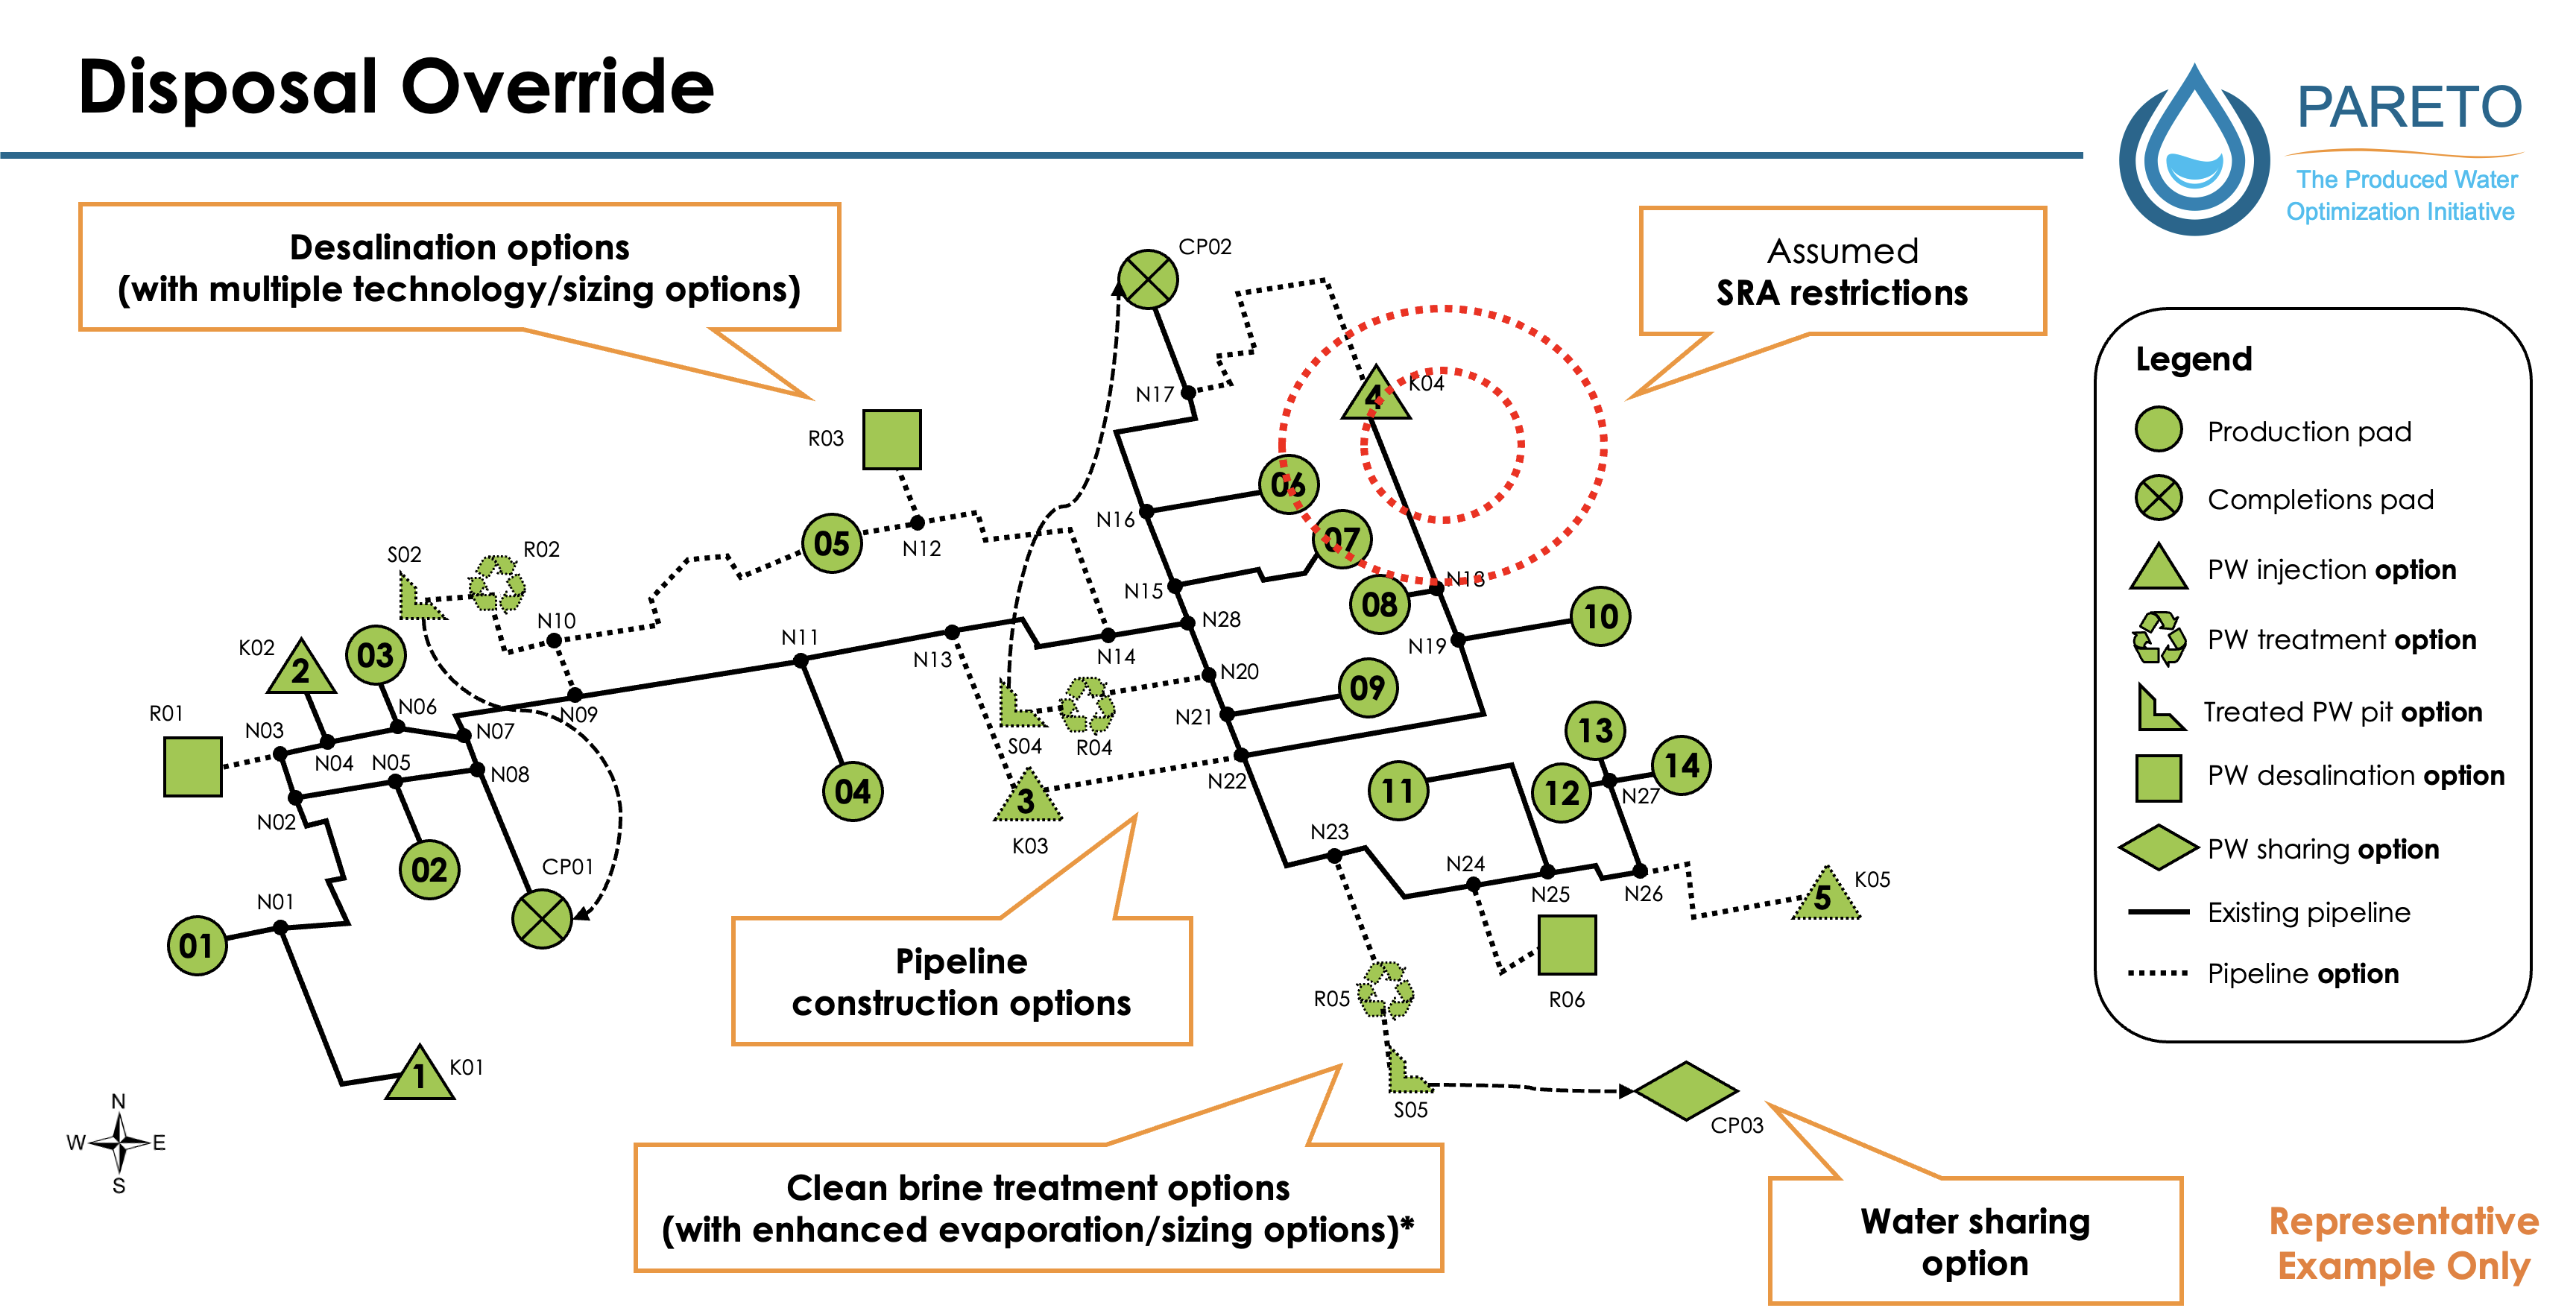 Disposal Override
PARETO
The Produced Water
Optimization Initiative
Desalination options
(with multiple technology/sizing options)
Assumed
SRA restrictions
Legend
Production pad
Completions pad
PW injection option
PW treatment option
Treated PW pit option
PW desalination option
PW sharing option
Existing pipeline
Pipeline option
CP02
N17
4
K04
R03
06
N16
07
N12
05
S02
R02
N15
N18
08
10
N10
N28
K02
2
03
N11
N13
N14
N19
N20
09
R01
N03
N06
N07
N09
N21
S04
R04
N04
N05
N08
N22
13
14
11
12
N27
04
3
K03
N02
02
CP01
N23
N24
N25
N26
5
K05
N01
01
R05
R06
1
K01
S05
CP03
Pipeline
construction options
Clean brine treatment options
(with enhanced evaporation/sizing options)*
Water sharing
option
Representative
Example Only
N
W
E
S